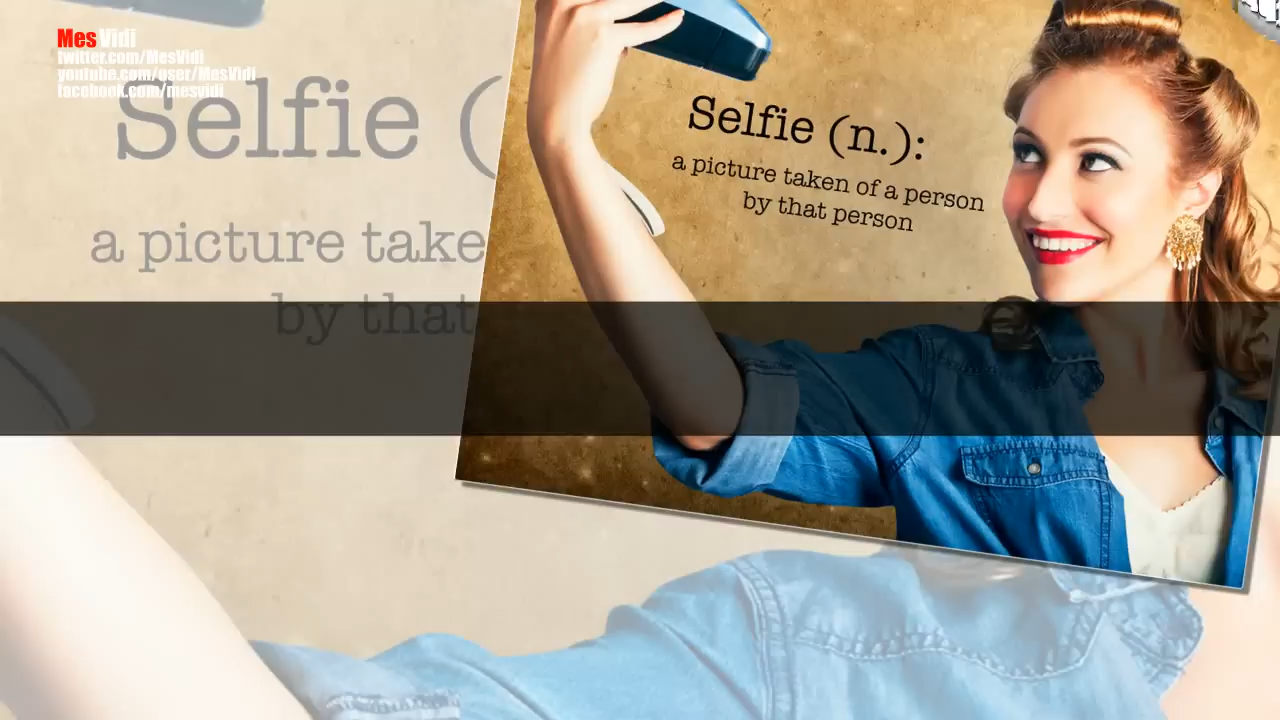 Mes Vidi
twitter.com/MesVidi
youtube.com/user/MesVidi
facebook.com/mesvidi
Selfie (
a picture take
by that
Selfie (n.):
a picture taken of a person
by that person